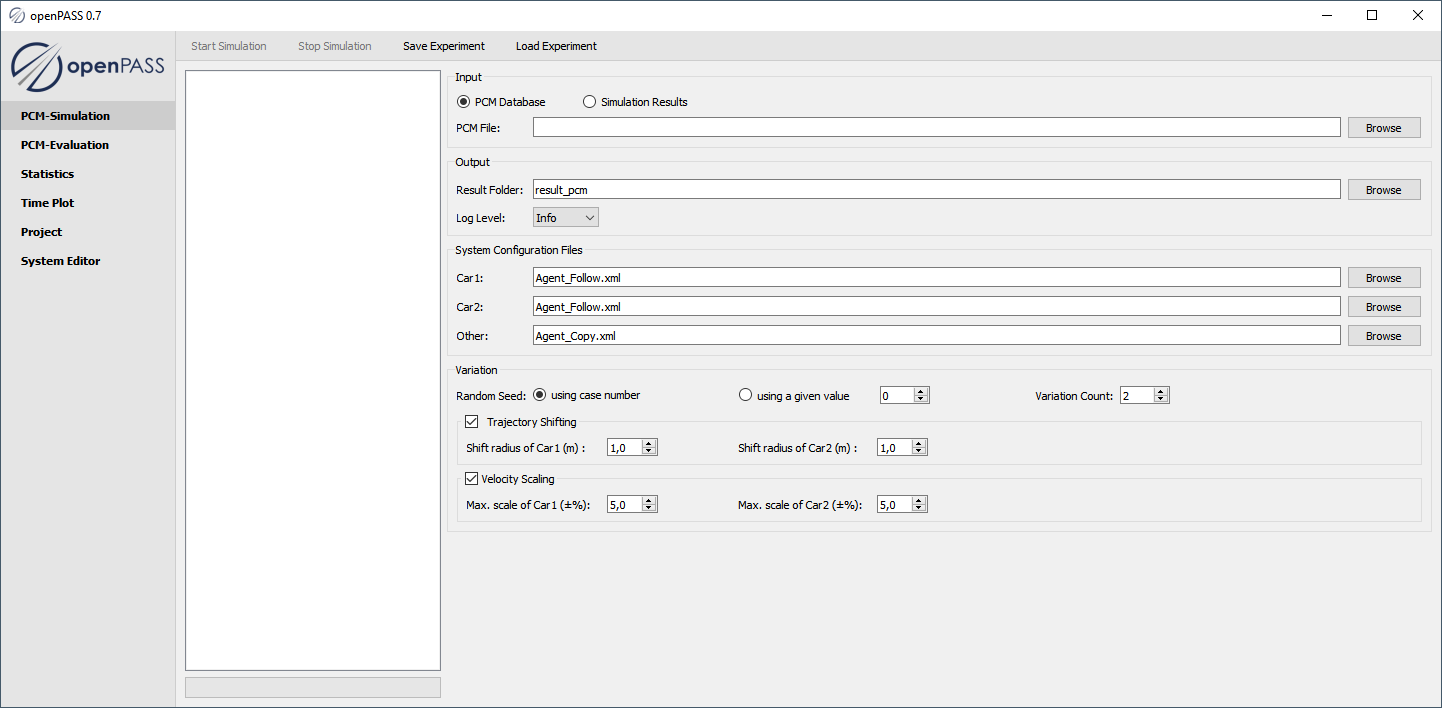 openPASS 0.7
openPASS
Start Simulation Stop Simulation Save Experiment Load Experiment
PCM-Simulation
PCM-Evaluation
Statistics
Time Plot
Project
System Editor
Input
PCM Database Simulation Results
PCM File: Browse
Output
Result Folder: result_pcm Browse
Log Level: Info
System Configuration Files
Car1: Agent_Follow.xml Browse
Car2: Agent_Follow.xml Browse
Other: Agent_Copy.xml Browse
Variation
Random Seed: using case number using a given value 0 Variation Count: 2
Trajectory Shifting
Shift radius of Car1 (m) : 1,0 Shift radius of Car2 (m) : 1,0
Velocity Scaling
Max. scale of Car1 (±%): 5,0 Max. scale of Car2 (±%): 5,0